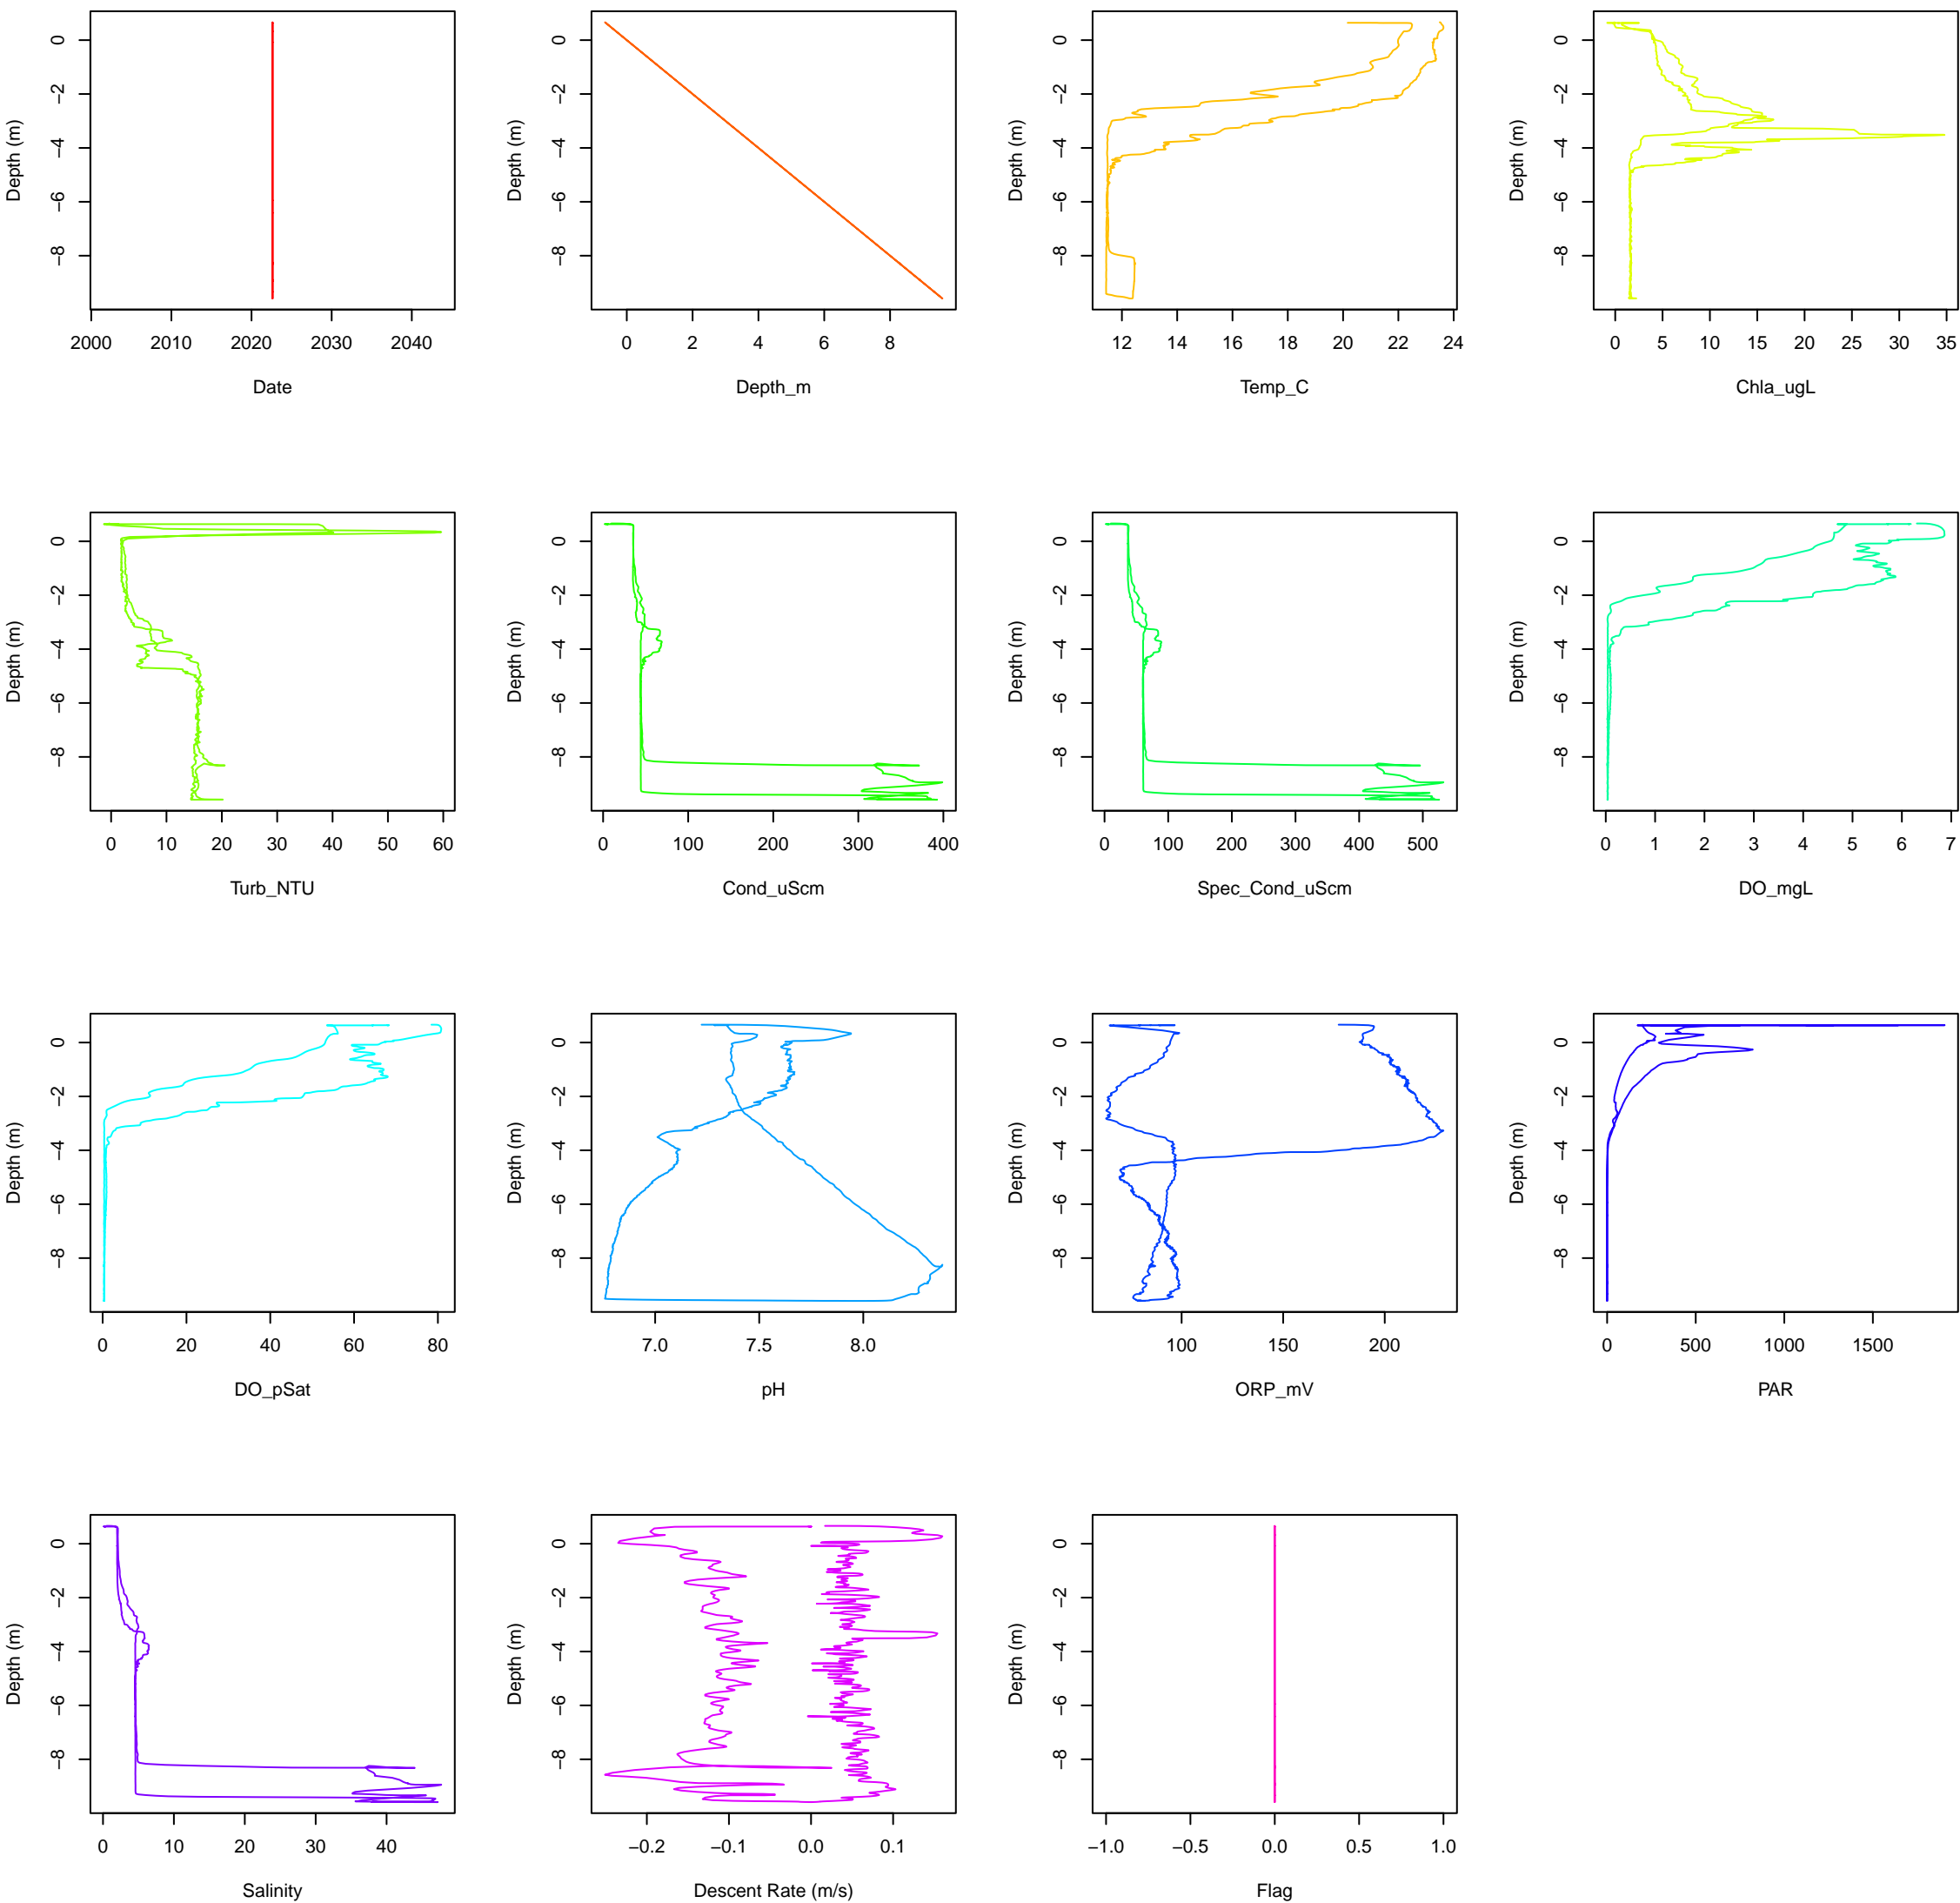 Depth (m)
0
−2
−4
−6
−8
2000 2010 2020 2030 2040
Date
Depth (m)
0
−2
−4
−6
−8
0 2 4 6 8
Depth_m
Depth (m)
0
−2
−4
−6
−8
12 14 16 18 20 22 24
Temp_C
Depth (m)
0
−2
−4
−6
−8
0 5 10 15 20 25 30 35
Chla_ugL
Depth (m)
0
−2
−4
−6
−8
0 10 20 30 40 50 60
Turb_NTU
Depth (m)
0
−2
−4
−6
−8
0 100 200 300 400
Cond_uScm
Depth (m)
0
−2
−4
−6
−8
0 100 200 300 400 500
Spec_Cond_uScm
Depth (m)
0
−2
−4
−6
−8
0 1 2 3 4 5 6 7
DO_mgL
Depth (m)
0
−2
−4
−6
−8
0 20 40 60 80
DO_pSat
Depth (m)
0
−2
−4
−6
−8
7.0 7.5 8.0
pH
Depth (m)
0
−2
−4
−6
−8
100 150 200
ORP_mV
Depth (m)
0
−2
−4
−6
−8
0 500 1000 1500
PAR
Depth (m)
0
−2
−4
−6
−8
0 10 20 30 40
Salinity
Depth (m)
0
−2
−4
−6
−8
−0.2 −0.1 0.0 0.1
Descent Rate (m/s)
Depth (m)
0
−2
−4
−6
−8
−1.0 −0.5 0.0 0.5 1.0
Flag